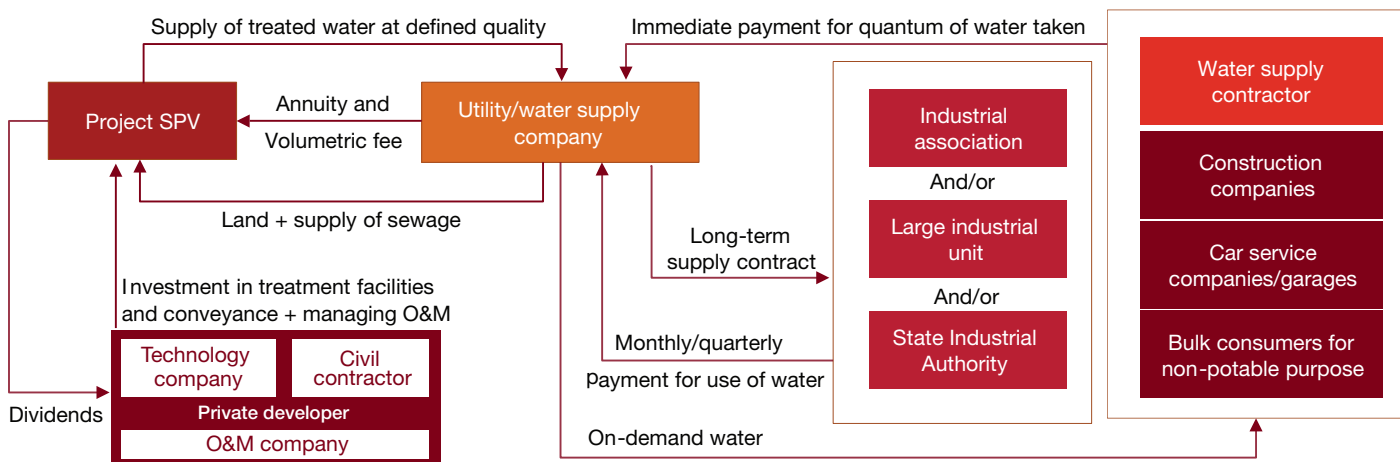 Supply of treated water at defined quality
Immediate payment for quantum of water taken
Project SPV
Annuity and
Volumetric fee
Utility/water supply
company
Land + supply of sewage
Long-term
supply contract
Industrial
association
And/or
Large industrial
unit
And/or
State Industrial
Authority
Water supply
contractor
Construction
companies
Car service
companies/garages
Bulk consumers for
non-potable purpose
Investment in treatment facilities
and conveyance + managing O&M
Technology
company
Civil
contractor
Private developer
O&M company
Dividends
Monthly/quarterly
payment for use of water
On-demand water